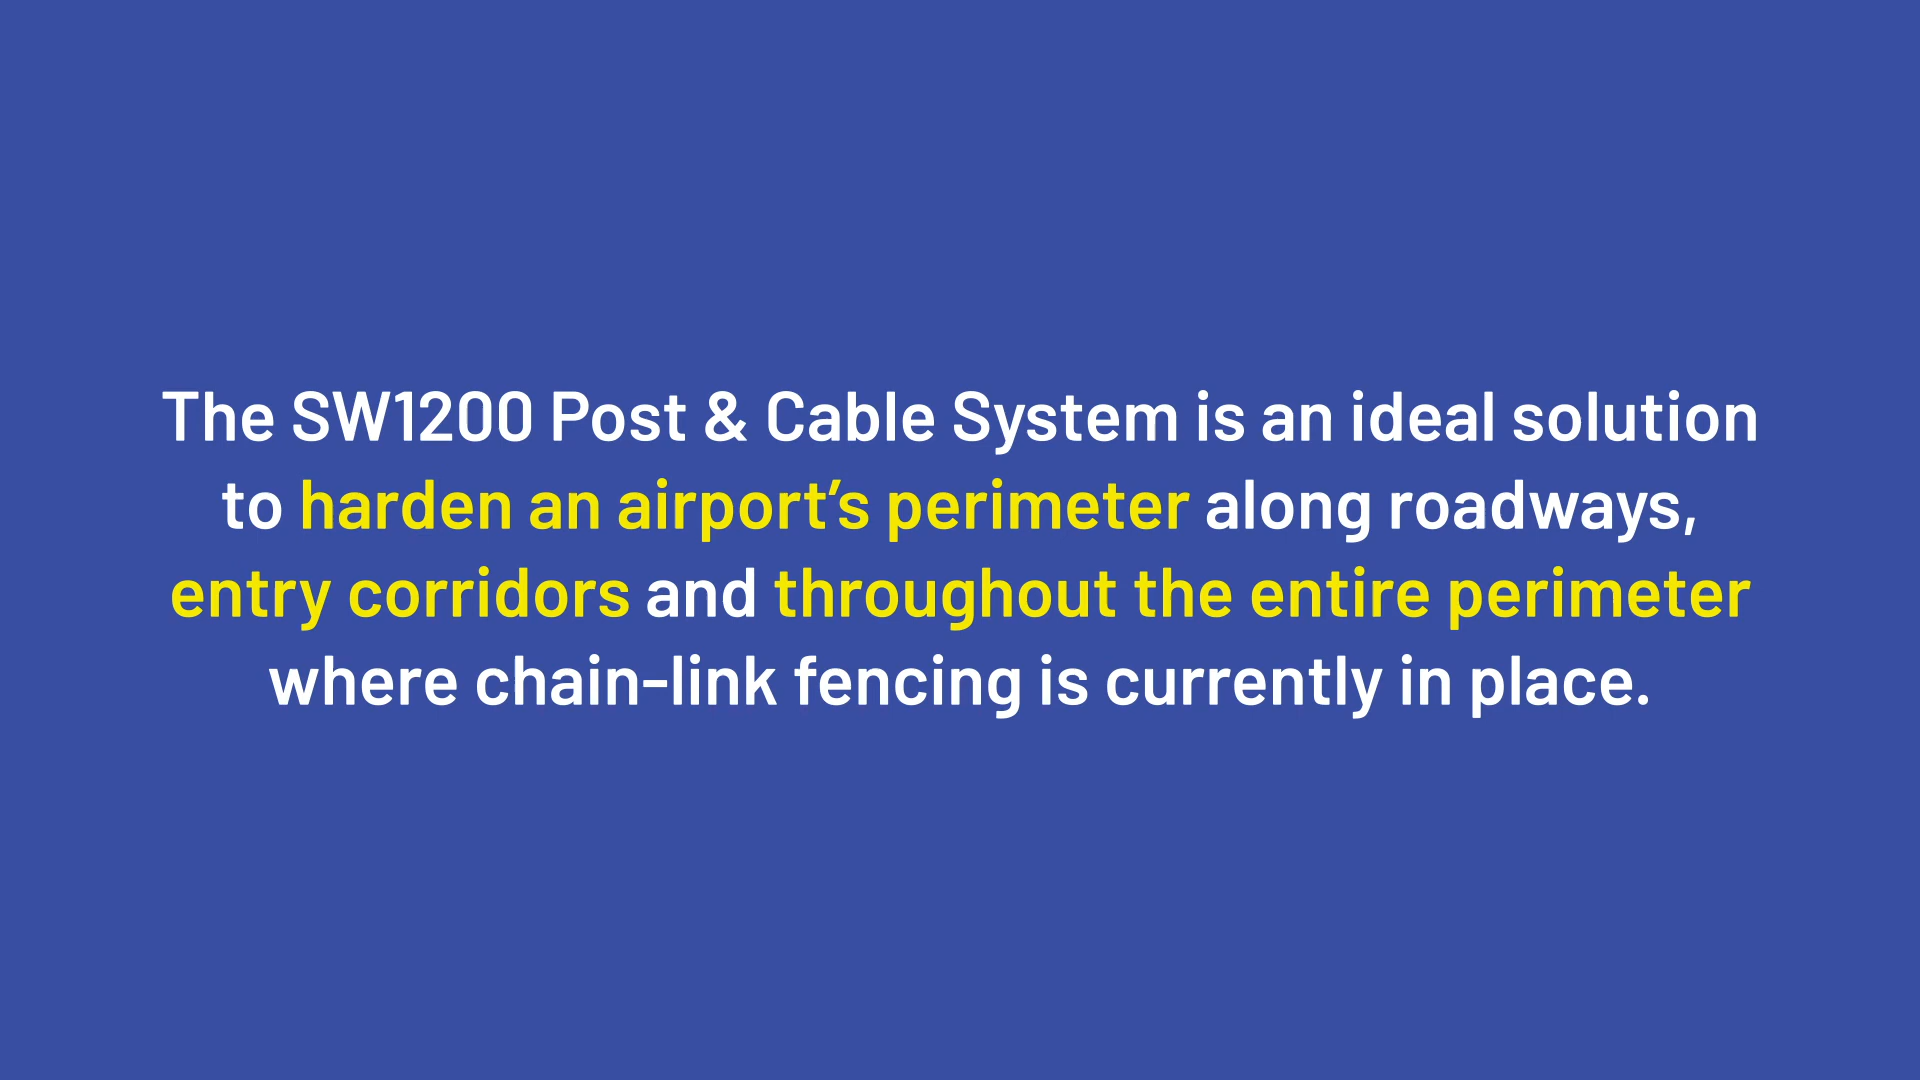 The SW1200 Post & Cable System is an ideal solution
to harden an airport’s perimeter along roadways,
entry corridors and throughout the entire perimeter
where chain-link fencing is currently in place.